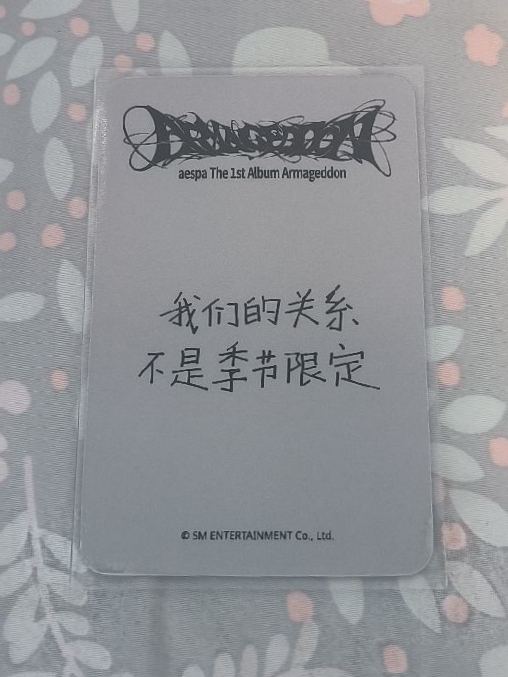 ARMAGEDDON
aespa The 1st Album Armageddon
我们的关系
不是季节限定
© SM ENTERTAINMENT Co., Ltd.